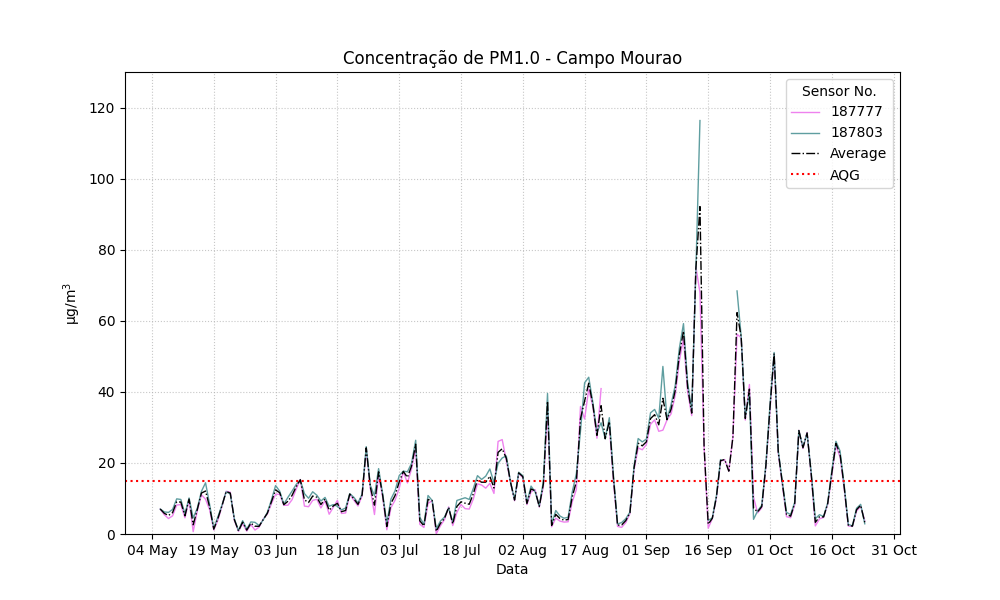 Concentração de PM1.0 - Campo Mourao
Sensor No.
187777
187803
Average
AQG
120
100
80
60
40
20
0
µg/m³
04 May 19 May 03 Jun 18 Jun 03 Jul 18 Jul 02 Aug 17 Aug 01 Sep 16 Sep 01 Oct 16 Oct 31 Oct
Data